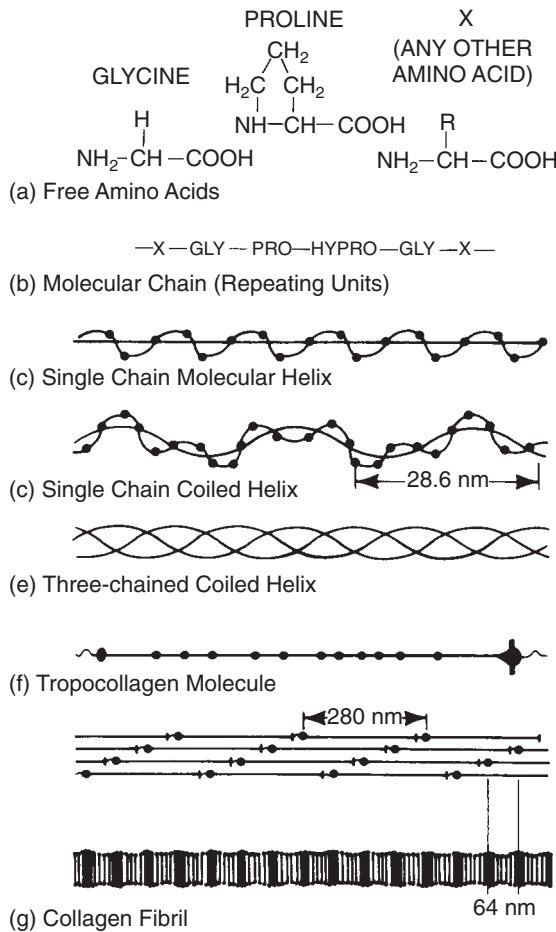 PROLINE
X
(ANY OTHER
AMINO ACID)
GLYCINE
CH₂
H₂C CH₂
H
NH—CH—COOH
R
NH₂—CH—COOH
NH₂—CH—COOH
(a) Free Amino Acids
—X—GLY—PRO—HYPRO—GLY—X—
(b) Molecular Chain (Repeating Units)
(c) Single Chain Molecular Helix
28.6 nm
(c) Single Chain Coiled Helix
(e) Three-chained Coiled Helix
(f) Tropocollagen Molecule
280 nm
64 nm
(g) Collagen Fibril